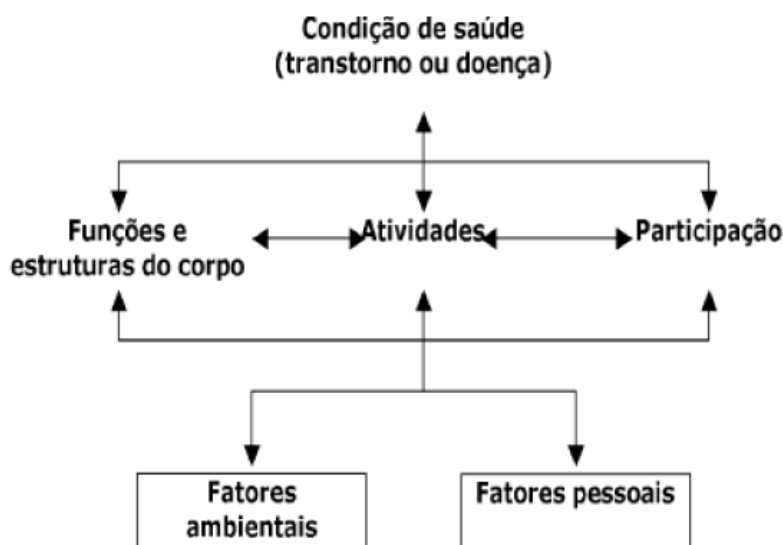 Condição de saúde
(transtorno ou doença)
Funções e
estruturas do corpo
Atividades
Participação
Fatores
ambientais
Fatores pessoais